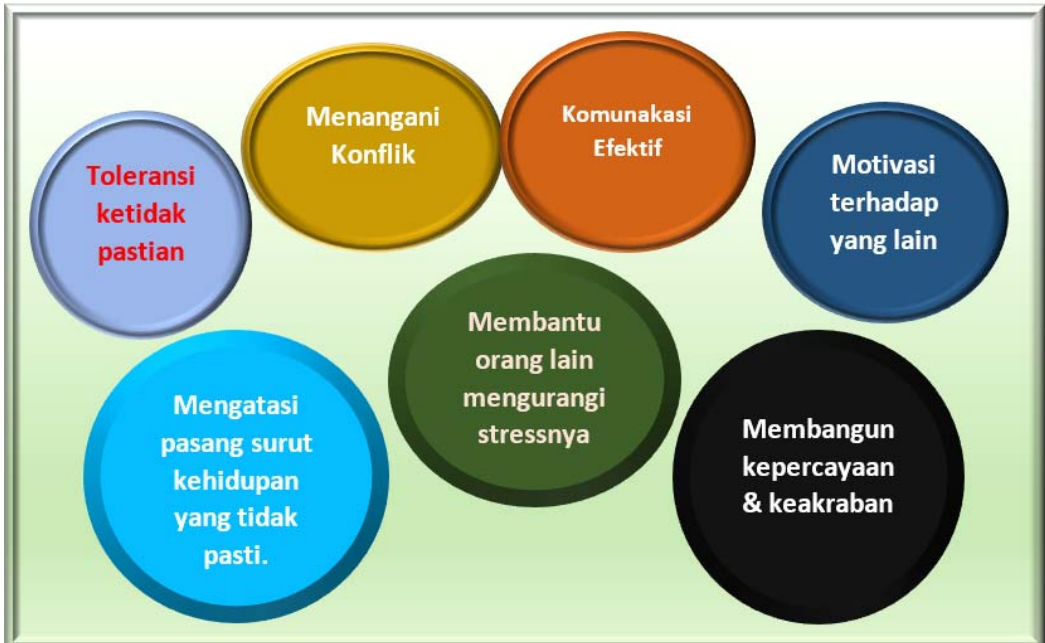 Toleransi
ketidak
pastian
Menangani
Konflik
Komunakasi
Efektif
Motivasi
terhadap
yang lain
Mengatasi
pasang surut
kehidupan
yang tidak
pasti.
Membantu
orang lain
mengurangi
stressnya
Membangun
kepercayaan
& keakraban